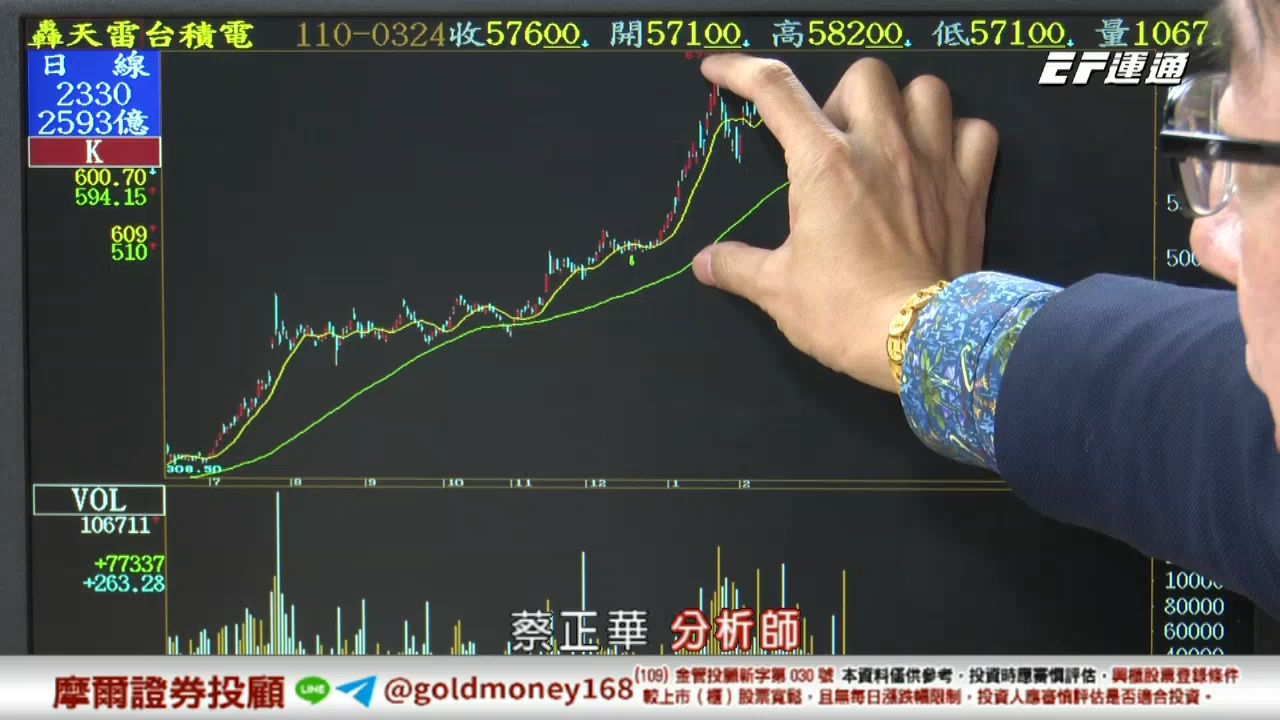 轟天雷台積電 110-0324收57600 開57100 高58200 低57100 量1067
EF運通
日 線
2330
2593億
K
600.70
594.15
609
510
500
308.50
7 8 9 10 11 12 1 2
VOL
106711
+77337
+263.28
10000
80000
60000
40000
蔡正華 分析師
摩爾證券投顧 LINE @goldmoney168
(109) 金管投顧新字第 030 號 本資料僅供參考，投資時應審慎評估，興櫃股票登錄條件
較上市（櫃）股票寬鬆，且無每日漲跌幅限制，投資人應審慎評估是否適合投資。